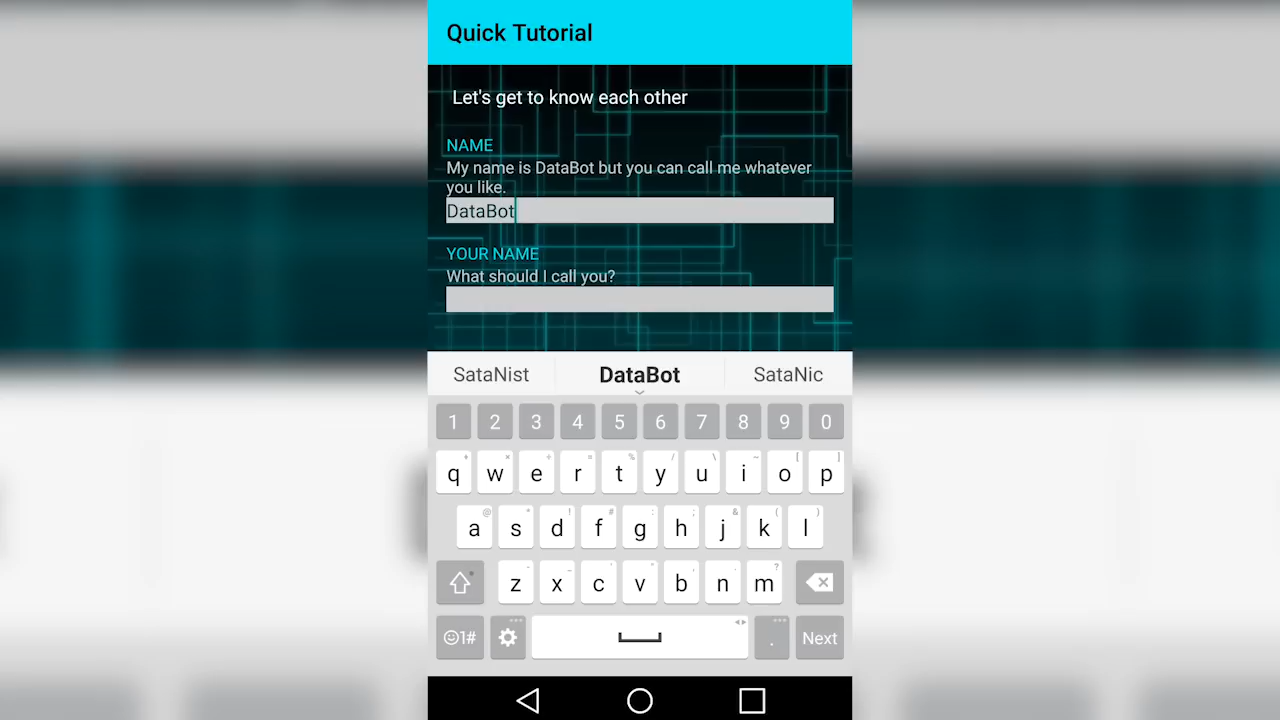 Quick Tutorial
Let's get to know each other
NAME
My name is DataBot but you can call me whatever
you like.
DataBot
YOUR NAME
What should I call you?
SataNist DataBot SataNic
1 2 3 4 5 6 7 8 9 0
q w e r t y u i o p
a s d f g h j k l
z x c v b n m
☺1# . Next